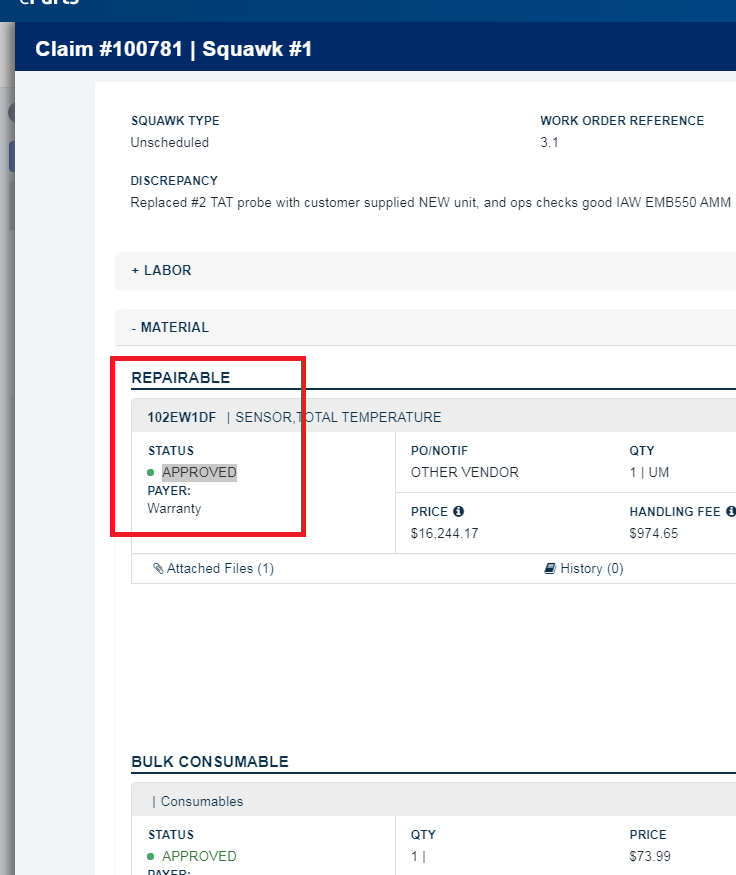 eParts
Claim #100781 | Squawk #1
SQUAWK TYPE
WORK ORDER REFERENCE
Unscheduled
3.1
DISCREPANCY
Replaced #2 TAT probe with customer supplied NEW unit, and ops checks good IAW EMB550 AMM
+ LABOR
- MATERIAL
REPAIRABLE
102EW1DF | SENSOR,TOTAL TEMPERATURE
STATUS
APPROVED
PAYER:
Warranty
PO/NOTIF
OTHER VENDOR
QTY
1 | UM
PRICE
$16,244.17
HANDLING FEE
$974.65
Attached Files (1)
History (0)
BULK CONSUMABLE
| Consumables
STATUS
APPROVED
PAYER:
QTY
1 |
PRICE
$73.99